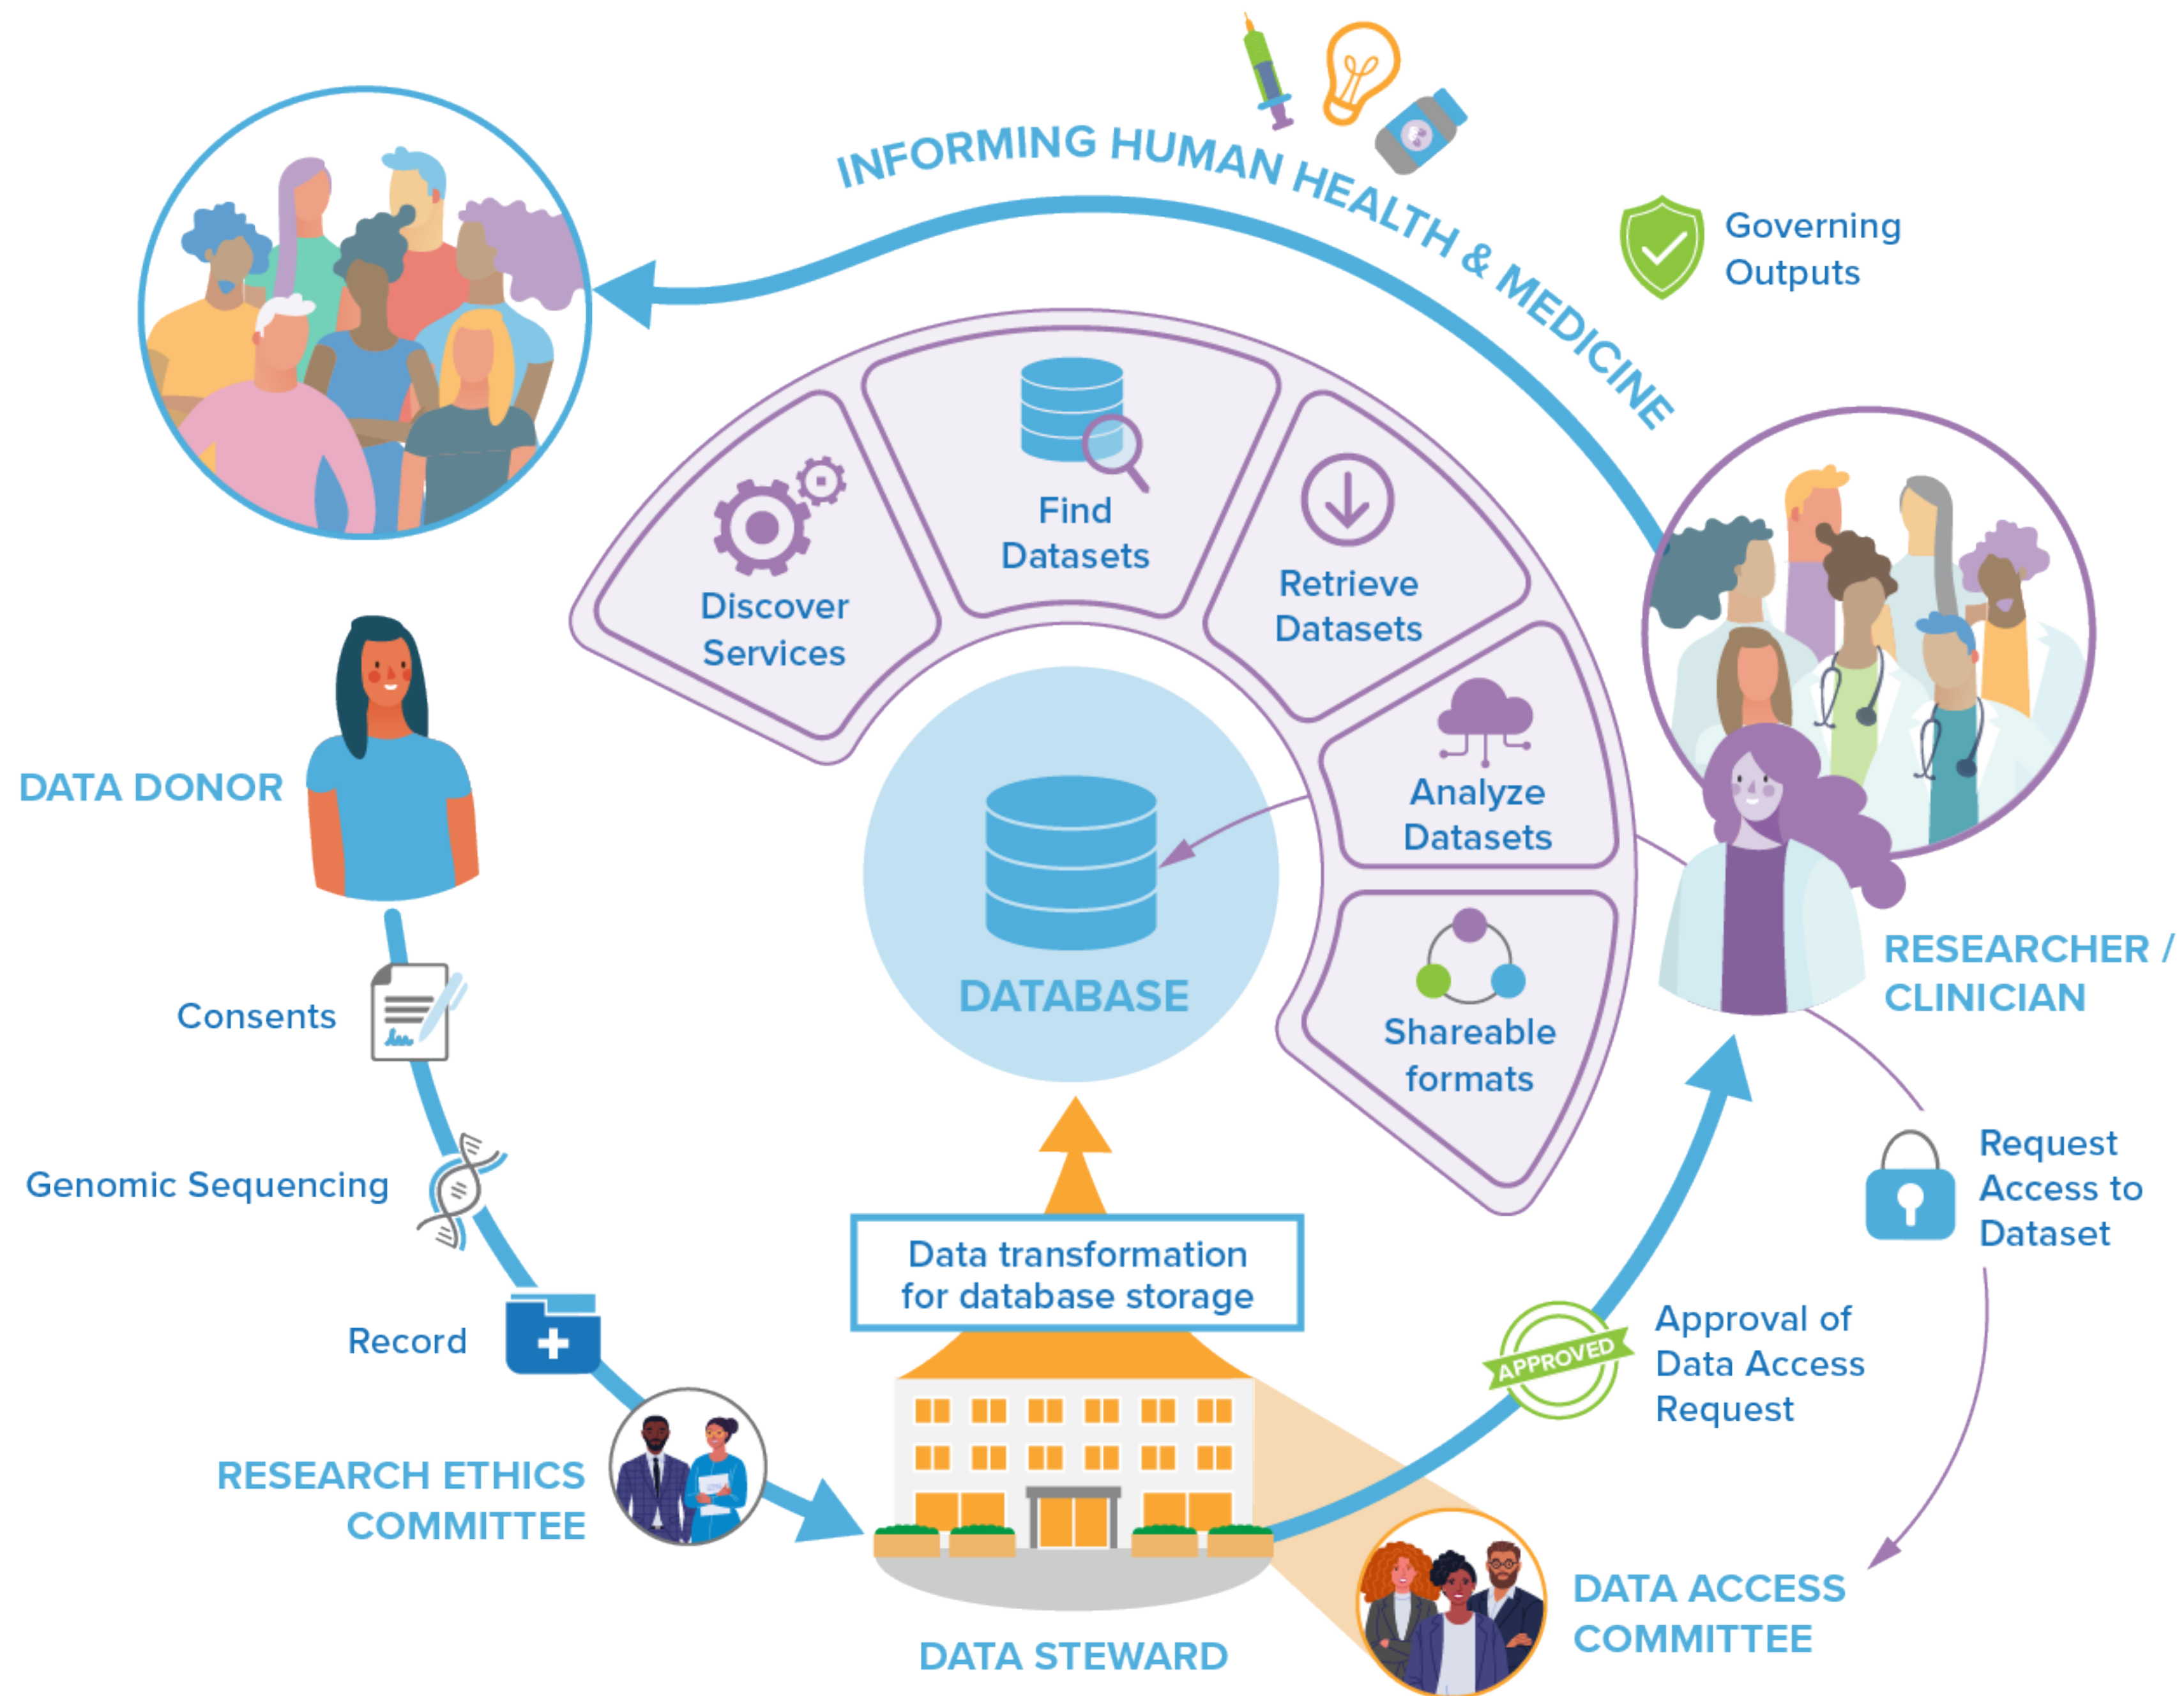 INFORMING HUMAN HEALTH & MEDICINE
Governing
Outputs
Discover
Services
Find
Datasets
Retrieve
Datasets
Analyze
Datasets
Shareable
formats
DATABASE
DATA DONOR
Consents
Genomic Sequencing
Record
RESEARCH ETHICS
COMMITTEE
Data transformation
for database storage
DATA STEWARD
RESEARCHER /
CLINICIAN
Request
Access to
Dataset
APPROVED
Approval of
Data Access
Request
DATA ACCESS
COMMITTEE